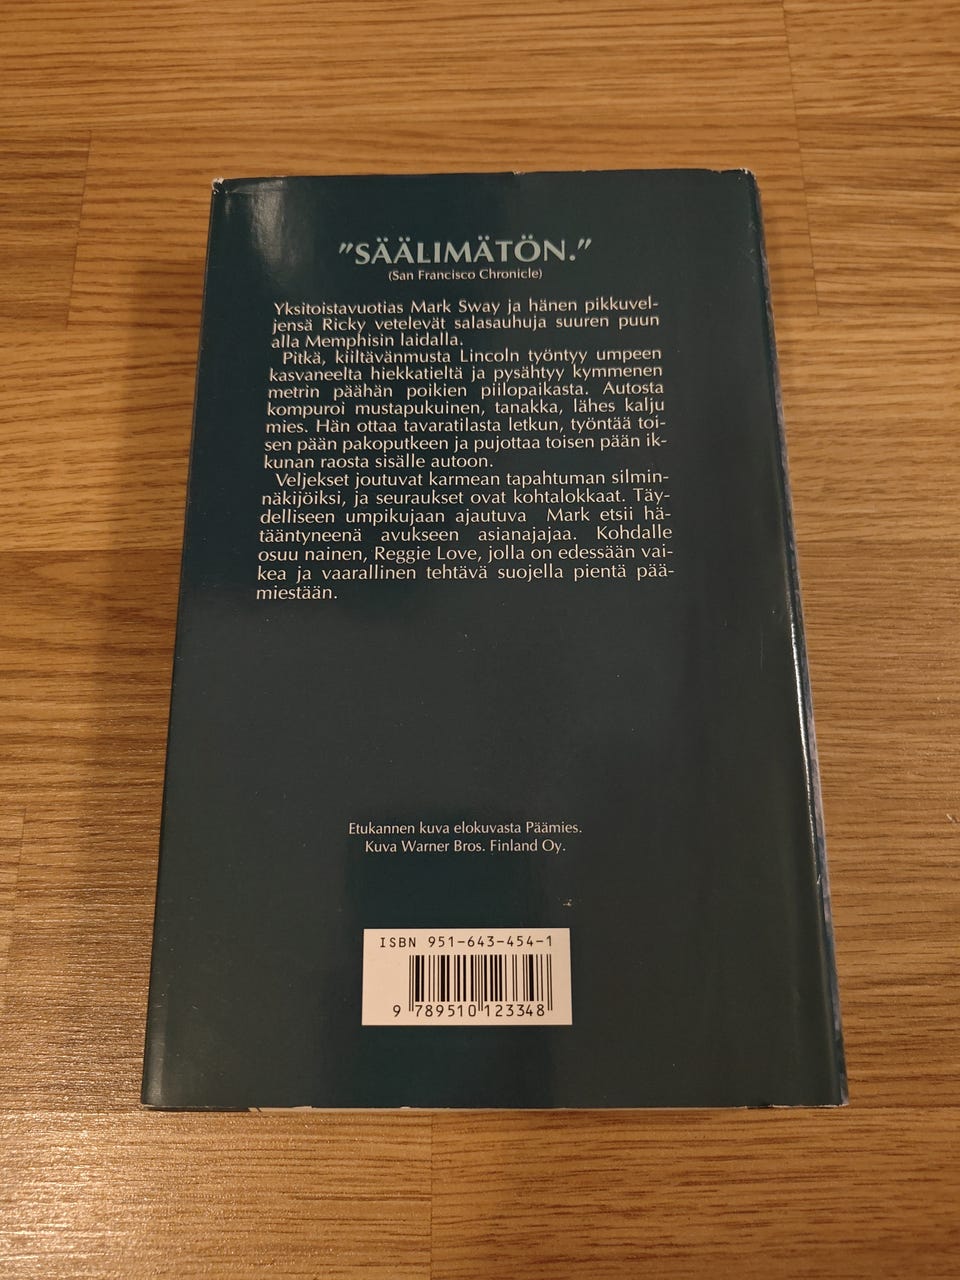 "SÄÄLIMÄTÖN."
(San Francisco Chronicle)
Yksitoistavuotias Mark Sway ja hänen pikkuvel-
jensä Ricky vetelevät salasauhuja suuren puun
alla Memphisin laidalla.
Pitkä, kiiltävänmusta Lincoln työntyy umpeen
kasvaneelta hiekkatieltä ja pysähtyy kymmenen
metrin päähän poikien piilopaikasta. Autosta
kompuroi mustapukuinen, tanakka, lähes kalju
mies. Hän ottaa tavaratilasta letkun, työntää toi-
sen pään pakoputkeen ja pujottaa toisen pään ik-
kunan raosta sisälle autoon.
Veljekset joutuvat karmean tapahtuman silmin-
näkijöiksi, ja seuraukset ovat kohtalokkaat. Täy-
delliseen umpikujaan ajautuva Mark etsii hä-
tääntyneenä avukseen asianajajaa. Kohdalle
osuu nainen, Reggie Love, jolla on edessään vai-
kea ja vaarallinen tehtävä suojella pientä pää-
miestään.
Etukannen kuva elokuvasta Päämies.
Kuva Warner Bros. Finland Oy.
ISBN 951-643-454-1
9 789510 123348